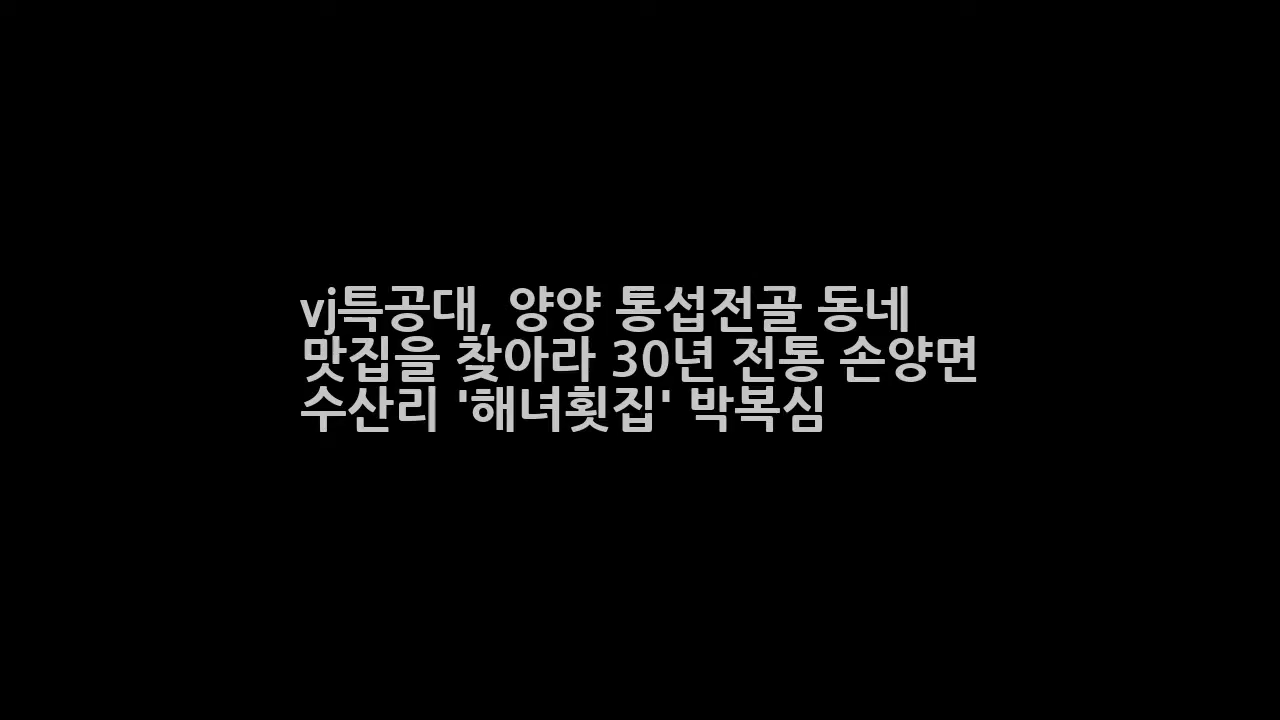 vj특공대, 양양 통섭전골 동네
맛집을 찾아라 30년 전통 손양면
수산리 '해녀횟집' 박복심